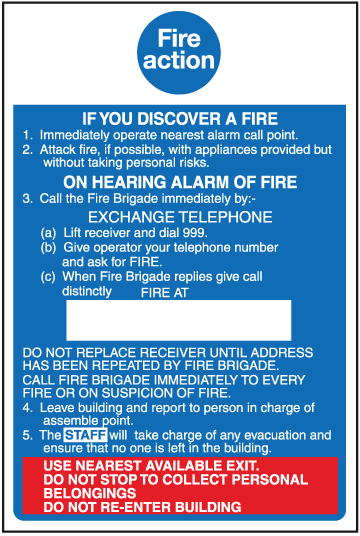 Fire
action
IF YOU DISCOVER A FIRE
1. Immediately operate nearest alarm call point.
2. Attack fire, if possible, with appliances provided but
without taking personal risks.
ON HEARING ALARM OF FIRE
3. Call the Fire Brigade immediately by:-
EXCHANGE TELEPHONE
(a) Lift receiver and dial 999.
(b) Give operator your telephone number
and ask for FIRE.
(c) When Fire Brigade replies give call
distinctly FIRE AT
DO NOT REPLACE RECEIVER UNTIL ADDRESS
HAS BEEN REPEATED BY FIRE BRIGADE.
CALL FIRE BRIGADE IMMEDIATELY TO EVERY
FIRE OR ON SUSPICION OF FIRE.
4. Leave building and report to person in charge of
assemble point.
5. The STAFF will take charge of any evacuation and
ensure that no one is left in the building.
USE NEAREST AVAILABLE EXIT.
DO NOT STOP TO COLLECT PERSONAL
BELONGINGS
DO NOT RE-ENTER BUILDING